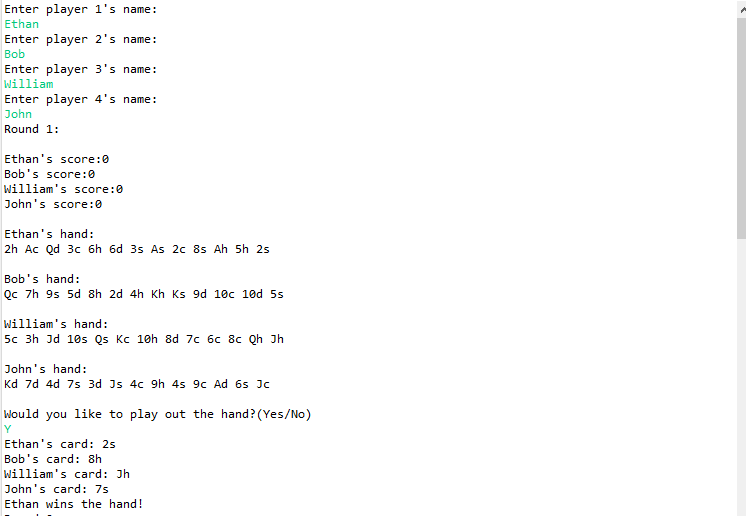 Enter player 1's name:
Ethan
Enter player 2's name:
Bob
Enter player 3's name:
William
Enter player 4's name:
John
Round 1:
Ethan's score:0
Bob's score:0
William's score:0
John's score:0
Ethan's hand:
2h Ac Qd 3c 6h 6d 3s As 2c 8s Ah 5h 2s
Bob's hand:
Qc 7h 9s 5d 8h 2d 4h Kh Ks 9d 10c 10d 5s
William's hand:
5c 3h Jd 10s Qs Kc 10h 8d 7c 6c 8c Qh Jh
John's hand:
Kd 7d 4d 7s 3d Js 4c 9h 4s 9c Ad 6s Jc
Would you like to play out the hand?(Yes/No)
Y
Ethan's card: 2s
Bob's card: 8h
William's card: Jh
John's card: 7s
Ethan wins the hand!